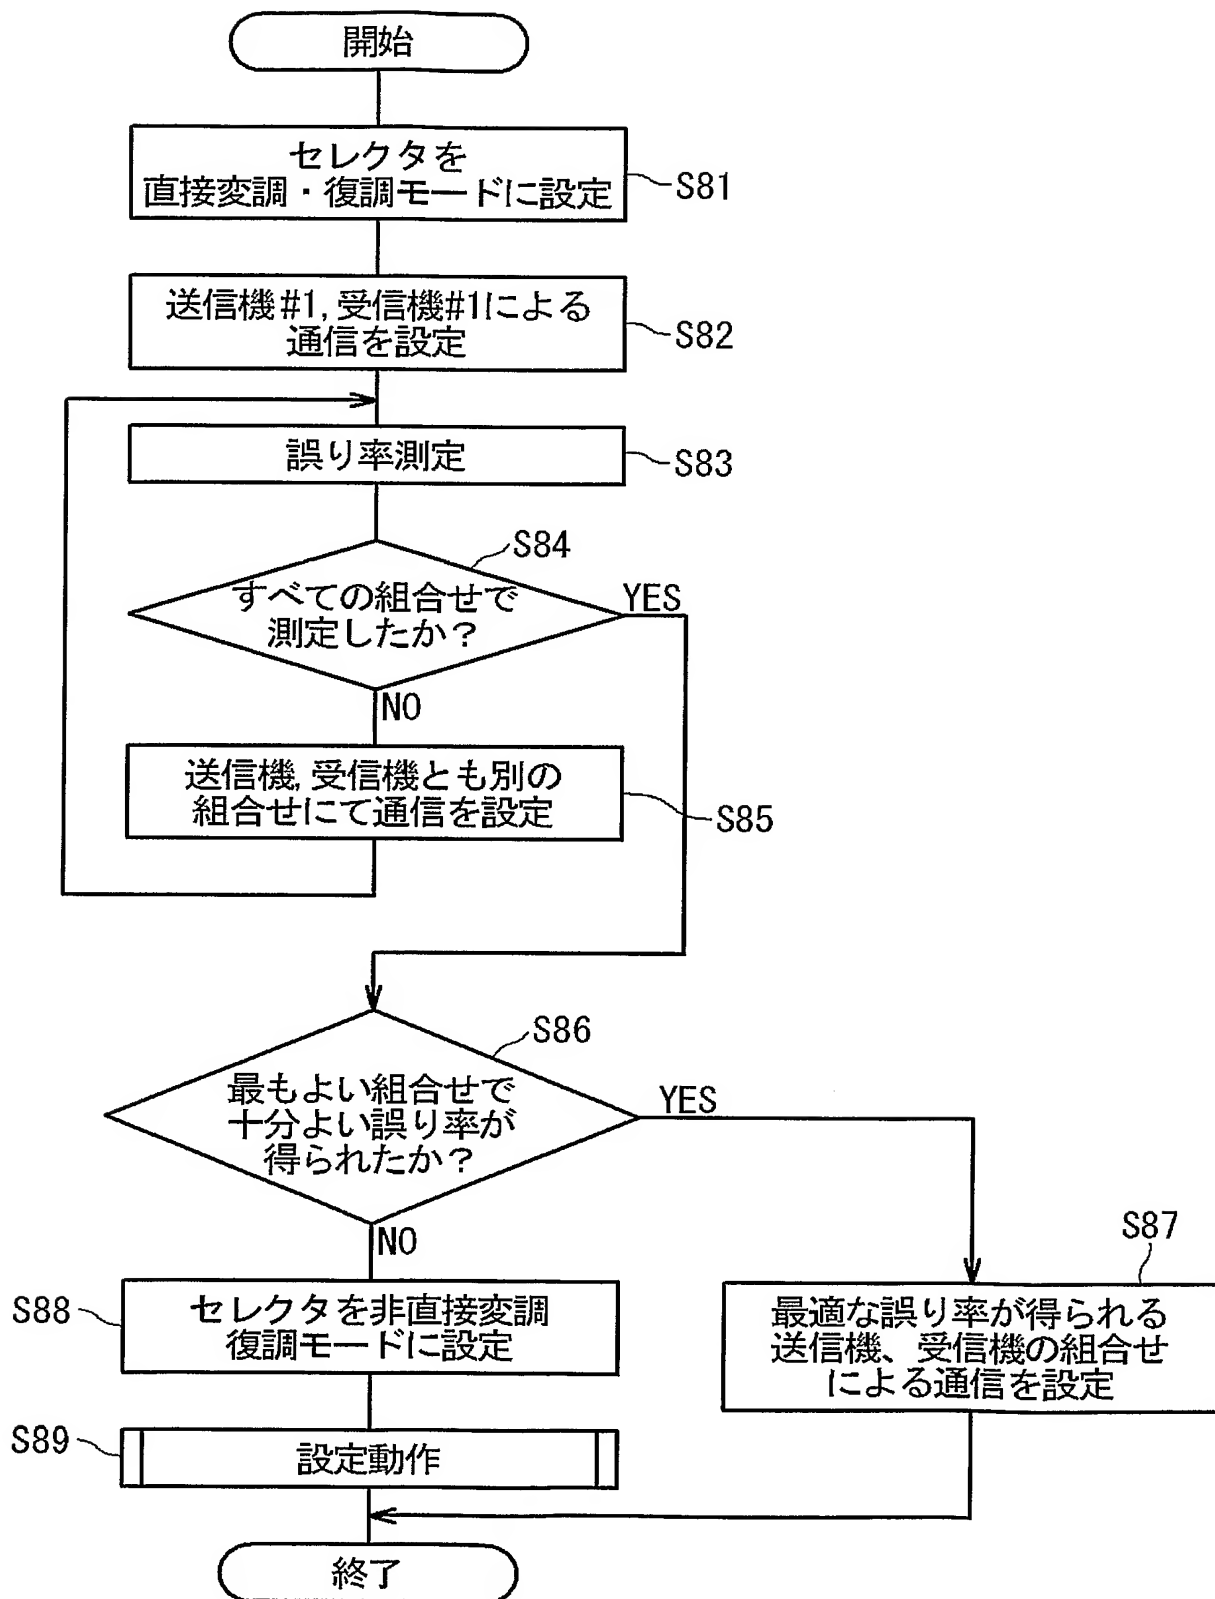 開始
セレクタを
直接変調・復調モードに設定
S81
送信機#1,受信機#1による
通信を設定
S82
誤り率測定
S83
S84
すべての組合せで
測定したか？
YES
NO
送信機,受信機とも別の
組合せにて通信を設定
S85
S86
最もよい組合せで
十分よい誤り率が
得られたか？
YES
NO
S87
最適な誤り率が得られる
送信機、受信機の組合せ
による通信を設定
S88
セレクタを非直接変調
復調モードに設定
S89
設定動作
終了